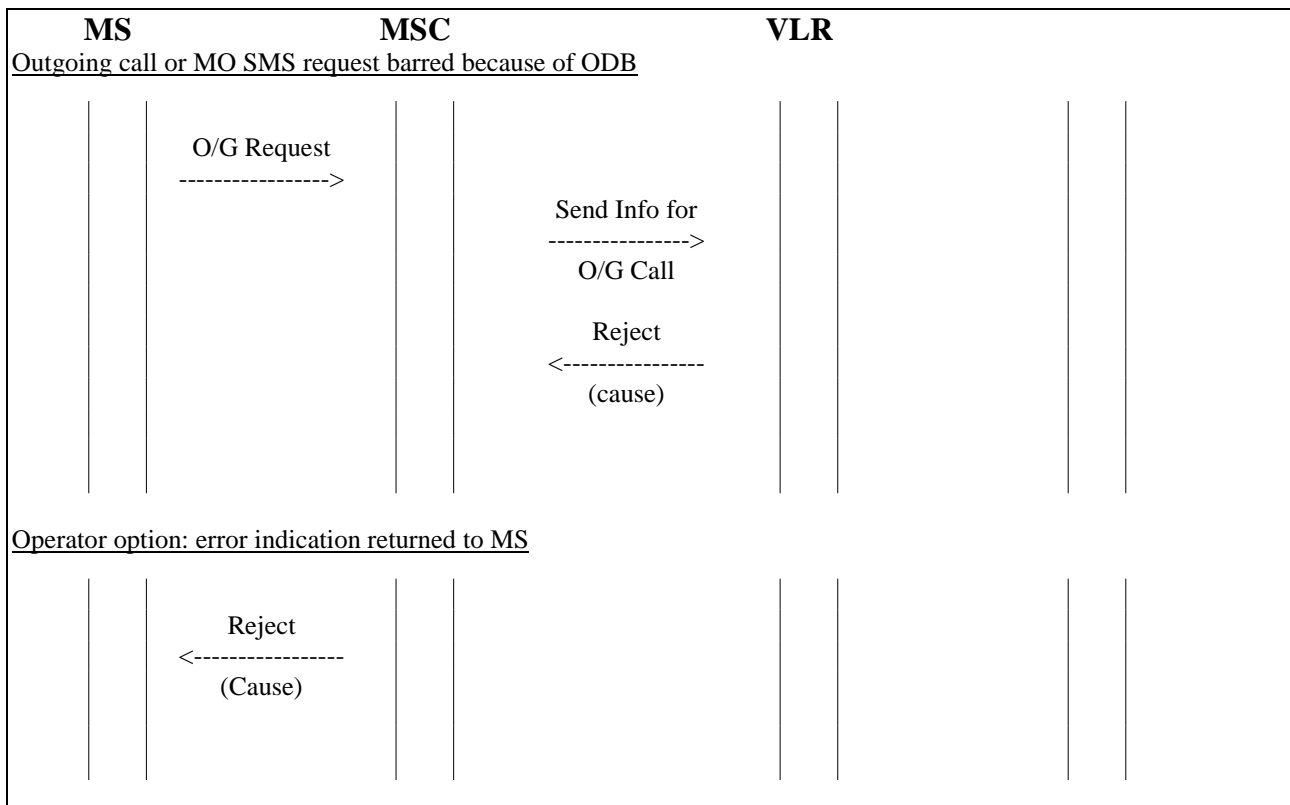 MS MSC VLR
Outgoing call or MO SMS request barred because of ODB
O/G Request
----------------->
Send Info for
---------------->
O/G Call
Reject
<----------------
(cause)
Operator option: error indication returned to MS
Reject
<-----------------
(Cause)